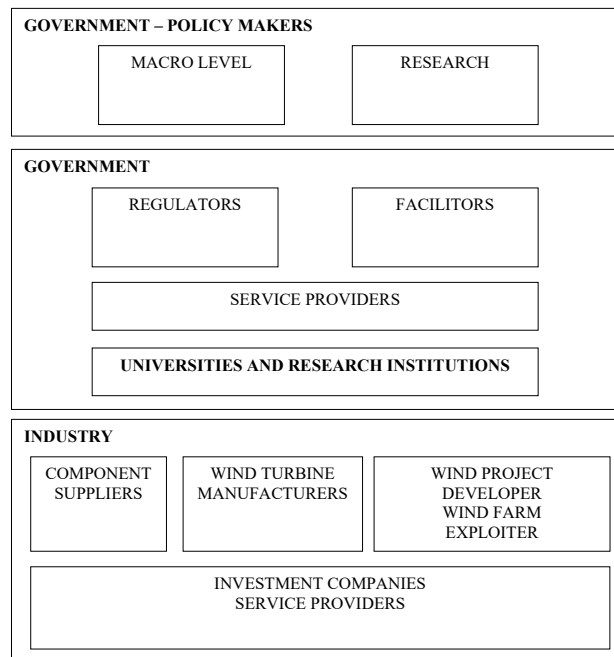 GOVERNMENT – POLICY MAKERS
MACRO LEVEL
RESEARCH
GOVERNMENT
REGULATORS
FACILITORS
SERVICE PROVIDERS
UNIVERSITIES AND RESEARCH INSTITUTIONS
INDUSTRY
COMPONENT
SUPPLIERS
WIND TURBINE
MANUFACTURERS
WIND PROJECT
DEVELOPER
WIND FARM
EXPLOITER
INVESTMENT COMPANIES
SERVICE PROVIDERS